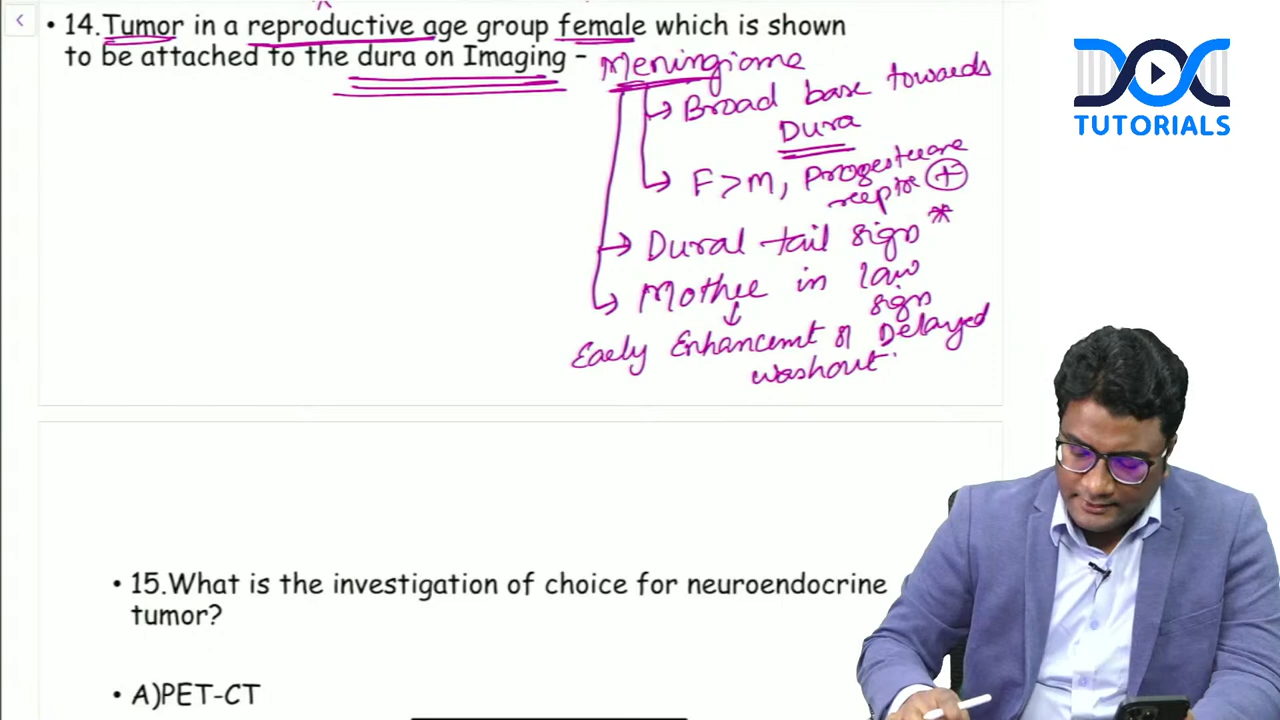 • 14.Tumor in a reproductive age group female which is shown
to be attached to the dura on Imaging – Meningioma
→ Broad base towards
Dura
→ F>M, Progesterone
receptor +
→ Dural tail sign *
→ Mother in law
sign
↓
Early Enhancement & Delayed
washout.
DOC
TUTORIALS
• 15.What is the investigation of choice for neuroendocrine
tumor?
• A)PET-CT